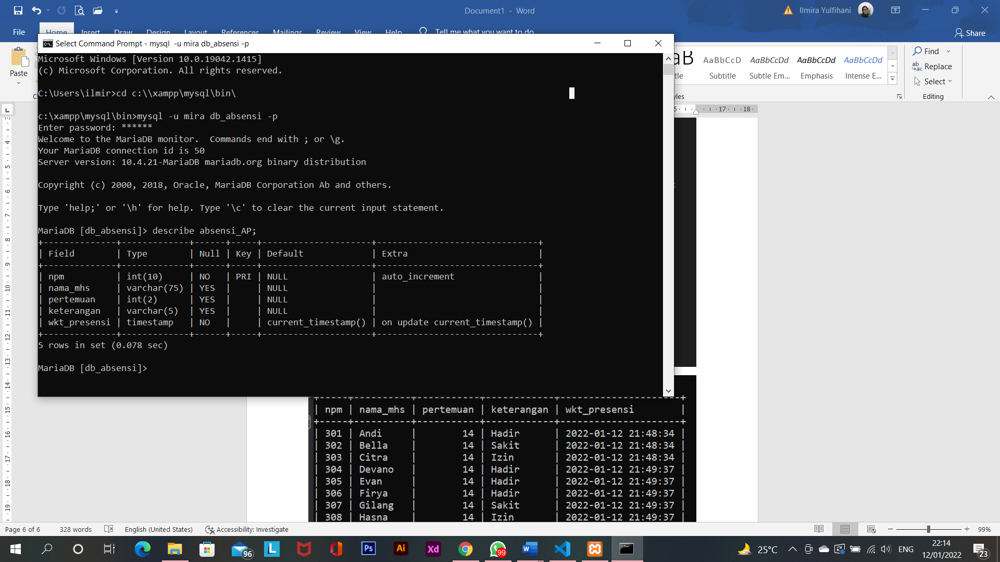 Document1 - Word
Ilmira Yulfihani
File
Home
Insert
Draw
Design
Layout
References
Mailings
Review
View
Help
Tell me what you want to do
Share
Select Command Prompt - mysql  -u mira db_absensi -p
Paste
AaBbCcD
AaBbCcDd
AaBbCcDd
AaBbCcDd
Subtitle
Subtle Em...
Emphasis
Intense E...
Find
Replace
Select
Editing
Microsoft Windows [Version 10.0.19042.1415]
(c) Microsoft Corporation. All rights reserved.
C:\Users\ilmir>cd c:\\xampp\mysql\bin\
c:\xampp\mysql\bin>mysql -u mira db_absensi -p
Enter password: ******
Welcome to the MariaDB monitor.  Commands end with ; or \g.
Your MariaDB connection id is 50
Server version: 10.4.21-MariaDB mariadb.org binary distribution
Copyright (c) 2000, 2018, Oracle, MariaDB Corporation Ab and others.
Type 'help;' or '\h' for help. Type '\c' to clear the current input statement.
MariaDB [db_absensi]> describe absensi_AP;
+--------------+-------------+------+-----+---------------------+-------------------------------+
| Field        | Type        | Null | Key | Default             | Extra                         |
+--------------+-------------+------+-----+---------------------+-------------------------------+
| npm          | int(10)     | NO   | PRI | NULL                | auto_increment                |
| nama_mhs     | varchar(75) | YES  |     | NULL                |                               |
| pertemuan    | int(2)      | YES  |     | NULL                |                               |
| keterangan   | varchar(5)  | YES  |     | NULL                |                               |
| wkt_presensi | timestamp   | NO   |     | current_timestamp() | on update current_timestamp() |
+--------------+-------------+------+-----+---------------------+-------------------------------+
5 rows in set (0.078 sec)
MariaDB [db_absensi]>
+-----+----------+-----------+------------+---------------------+
| npm | nama_mhs | pertemuan | keterangan | wkt_presensi        |
+-----+----------+-----------+------------+---------------------+
| 301 | Andi     |        14 | Hadir      | 2022-01-12 21:48:34 |
| 302 | Bella    |        14 | Sakit      | 2022-01-12 21:48:34 |
| 303 | Citra    |        14 | Izin       | 2022-01-12 21:48:34 |
| 304 | Devano   |        14 | Hadir      | 2022-01-12 21:49:37 |
| 305 | Evan     |        14 | Hadir      | 2022-01-12 21:49:37 |
| 306 | Firya    |        14 | Hadir      | 2022-01-12 21:49:37 |
| 307 | Gilang   |        14 | Sakit      | 2022-01-12 21:49:37 |
| 308 | Hasna    |        14 | Izin       | 2022-01-12 21:49:37 |
Page 6 of 6
328 words
English (United States)
Accessibility: Investigate
99%
96
99
25°C
ENG
22:14
12/01/2022
23